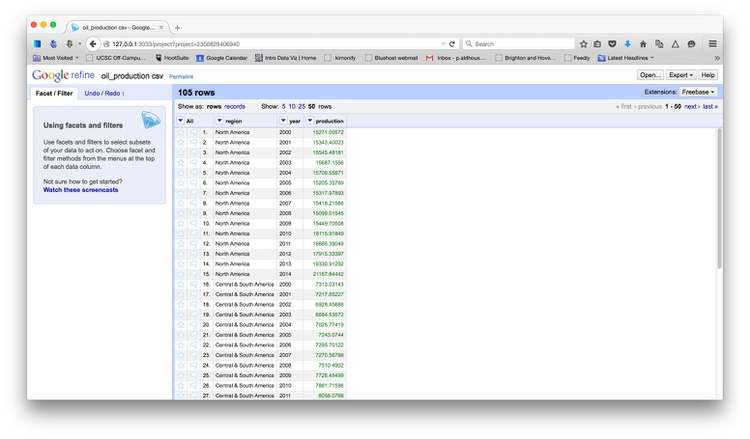 oil_production csv - Google...
127.0.0.1:3333/project?project=2356828406940
Search
Most Visited UCSC Off-Campu... HootSuite Google Calendar Intro Data Viz | Home kimonify Bluehost webmail Inbox - p.aldhous... Brighton and Hove... Feedly Latest Headlines
Google refine oil_production csv Permalink Open... Export Help
Facet / Filter Undo / Redo 1
105 rows
Extensions: Freebase
Show as: rows records Show: 5 10 25 50 rows
« first ‹ previous 1 - 50 next › last »
Using facets and filters
Use facets and filters to select subsets
of your data to act on. Choose facet and
filter methods from the menus at the top
of each data column.
Not sure how to get started?
Watch these screencasts
All region year production
1. North America 2000 15271.00572
2. North America 2001 15343.40023
3. North America 2002 15545.48181
4. North America 2003 15687.1556
5. North America 2004 15709.55871
6. North America 2005 15205.33789
7. North America 2006 15317.97893
8. North America 2007 15418.21586
9. North America 2008 15099.01545
10. North America 2009 15449.70508
11. North America 2010 16115.91849
12. North America 2011 16685.39049
13. North America 2012 17915.33397
14. North America 2013 19330.91292
15. North America 2014 21167.84442
16. Central & South America 2000 7313.03143
17. Central & South America 2001 7217.85227
18. Central & South America 2002 6928.45688
19. Central & South America 2003 6684.53572
20. Central & South America 2004 7025.77419
21. Central & South America 2005 7243.0744
22. Central & South America 2006 7295.70122
23. Central & South America 2007 7270.56798
24. Central & South America 2008 7510.4902
25. Central & South America 2009 7726.45499
26. Central & South America 2010 7881.71596
27. Central & South America 2011 8058.0768